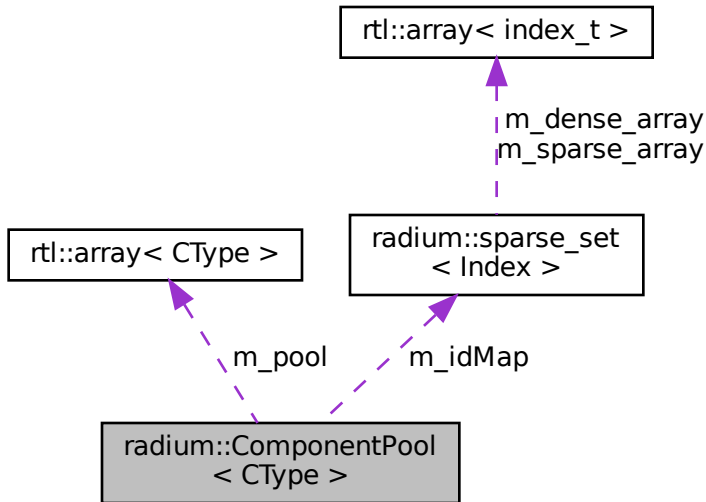 rtl::array< index_t >
m_dense_array
m_sparse_array
rtl::array< CType >
radium::sparse_set
< Index >
m_pool
m_idMap
radium::ComponentPool
< CType >